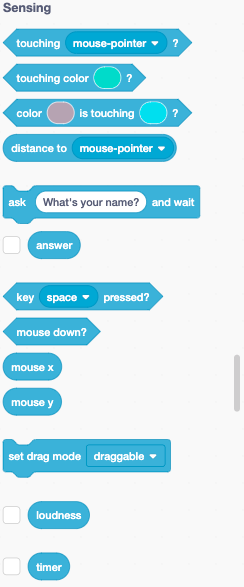 Sensing
touching mouse-pointer ?
touching color ?
color is touching ?
distance to mouse-pointer
ask What's your name? and wait
answer
key space pressed?
mouse down?
mouse x
mouse y
set drag mode draggable
loudness
timer